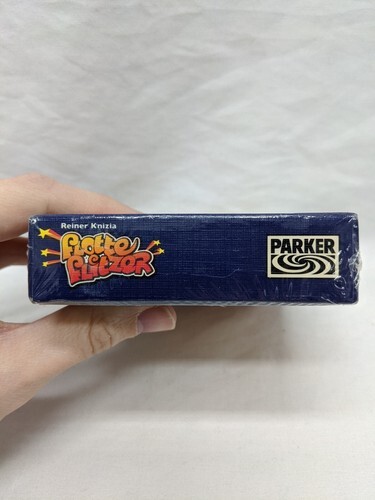 Reiner Knizia
Flotte
Flitzer
PARKER